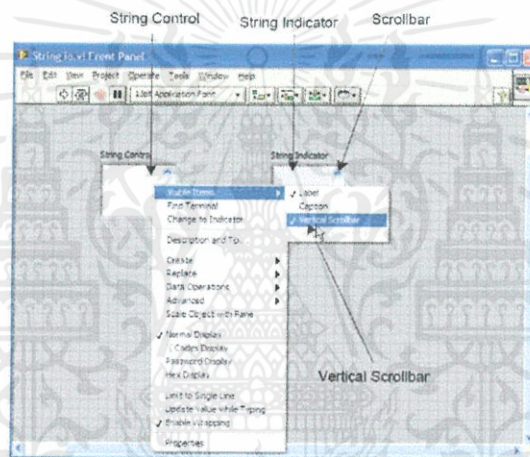 String Control String Indicator Scrollbar
String io.vi Front Panel
File Edit View Project Operate Tools Window Help
Application Font
String Control String Indicator
Visible Items
Label
Find Terminal
Caption
Change to Indicator
Vertical Scrollbar
Description and Tip...
Create
Replace
Data Operations
Advanced
Scale Object with Pane
Normal Display
Codes Display
Password Display
Hex Display
Vertical Scrollbar
Limit to Single Line
Update Value while Typing
Enable Wrapping
Properties